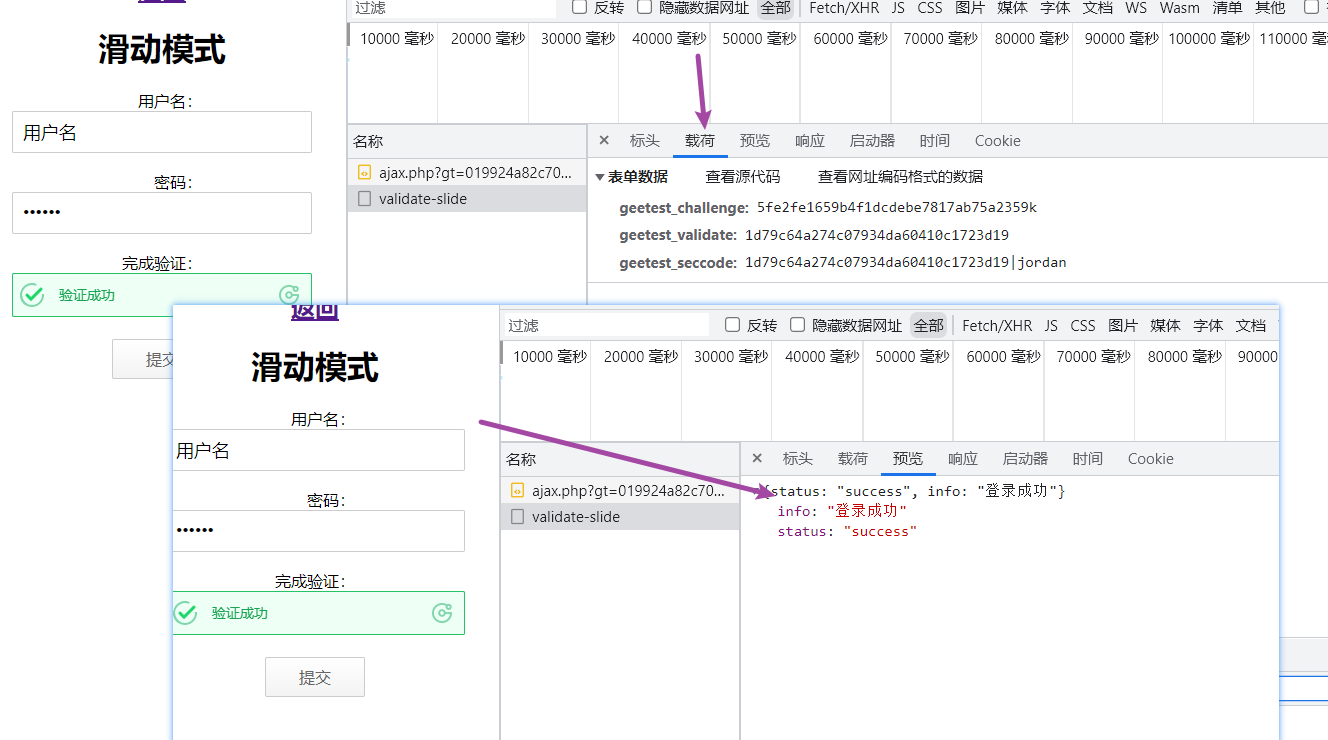 返回
滑动模式
用户名：
用户名
密码：
••••••
完成验证：
验证成功
提交
过滤
反转
隐藏数据网址
全部
Fetch/XHR JS CSS 图片 媒体 字体 文档 WS Wasm 清单 其他
10000 毫秒 20000 毫秒 30000 毫秒 40000 毫秒 50000 毫秒 60000 毫秒 70000 毫秒 80000 毫秒 90000 毫秒 100000 毫秒 110000 毫
名称
ajax.php?gt=019924a82c70...
validate-slide
× 标头 载荷 预览 响应 启动器 时间 Cookie
▼表单数据 查看源代码 查看网址编码格式的数据
geetest_challenge: 5fe2fe1659b4f1dcdebe7817ab75a2359k
geetest_validate: 1d79c64a274c07934da60410c1723d19
geetest_seccode: 1d79c64a274c07934da60410c1723d19|jordan
返回
滑动模式
用户名：
用户名
密码：
••••••
完成验证：
验证成功
提交
过滤
反转
隐藏数据网址
全部
Fetch/XHR JS CSS 图片 媒体 字体 文档
10000 毫秒 20000 毫秒 30000 毫秒 40000 毫秒 50000 毫秒 60000 毫秒 70000 毫秒 80000 毫秒 90000
名称
ajax.php?gt=019924a82c70...
validate-slide
× 标头 载荷 预览 响应 启动器 时间 Cookie
{status: "success", info: "登录成功"}
info: "登录成功"
status: "success"